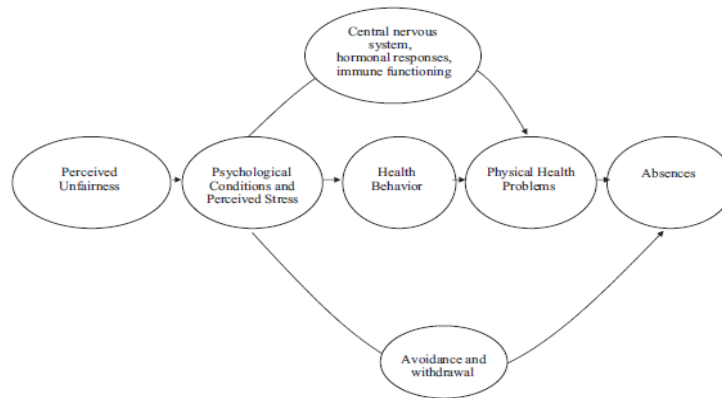 Central nervous
system,
hormonal responses,
immune functioning
Perceived
Unfairness
Psychological
Conditions and
Perceived Stress
Health
Behavior
Physical Health
Problems
Absences
Avoidance and
withdrawal